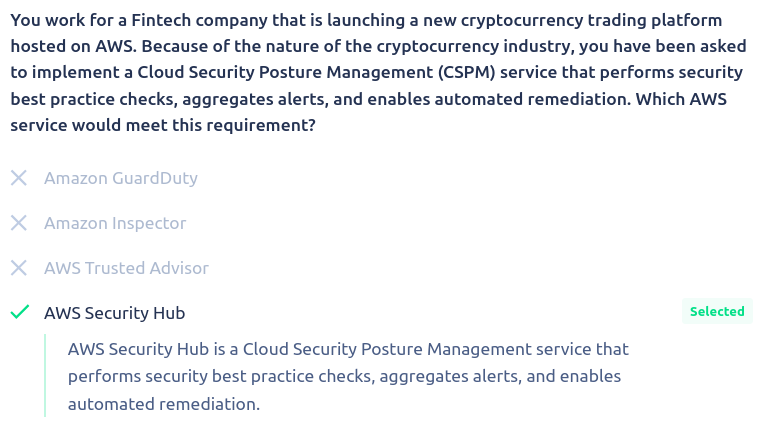 You work for a Fintech company that is launching a new cryptocurrency trading platform
hosted on AWS. Because of the nature of the cryptocurrency industry, you have been asked
to implement a Cloud Security Posture Management (CSPM) service that performs security
best practice checks, aggregates alerts, and enables automated remediation. Which AWS
service would meet this requirement?
Amazon GuardDuty
Amazon Inspector
AWS Trusted Advisor
AWS Security Hub
Selected
AWS Security Hub is a Cloud Security Posture Management service that
performs security best practice checks, aggregates alerts, and enables
automated remediation.